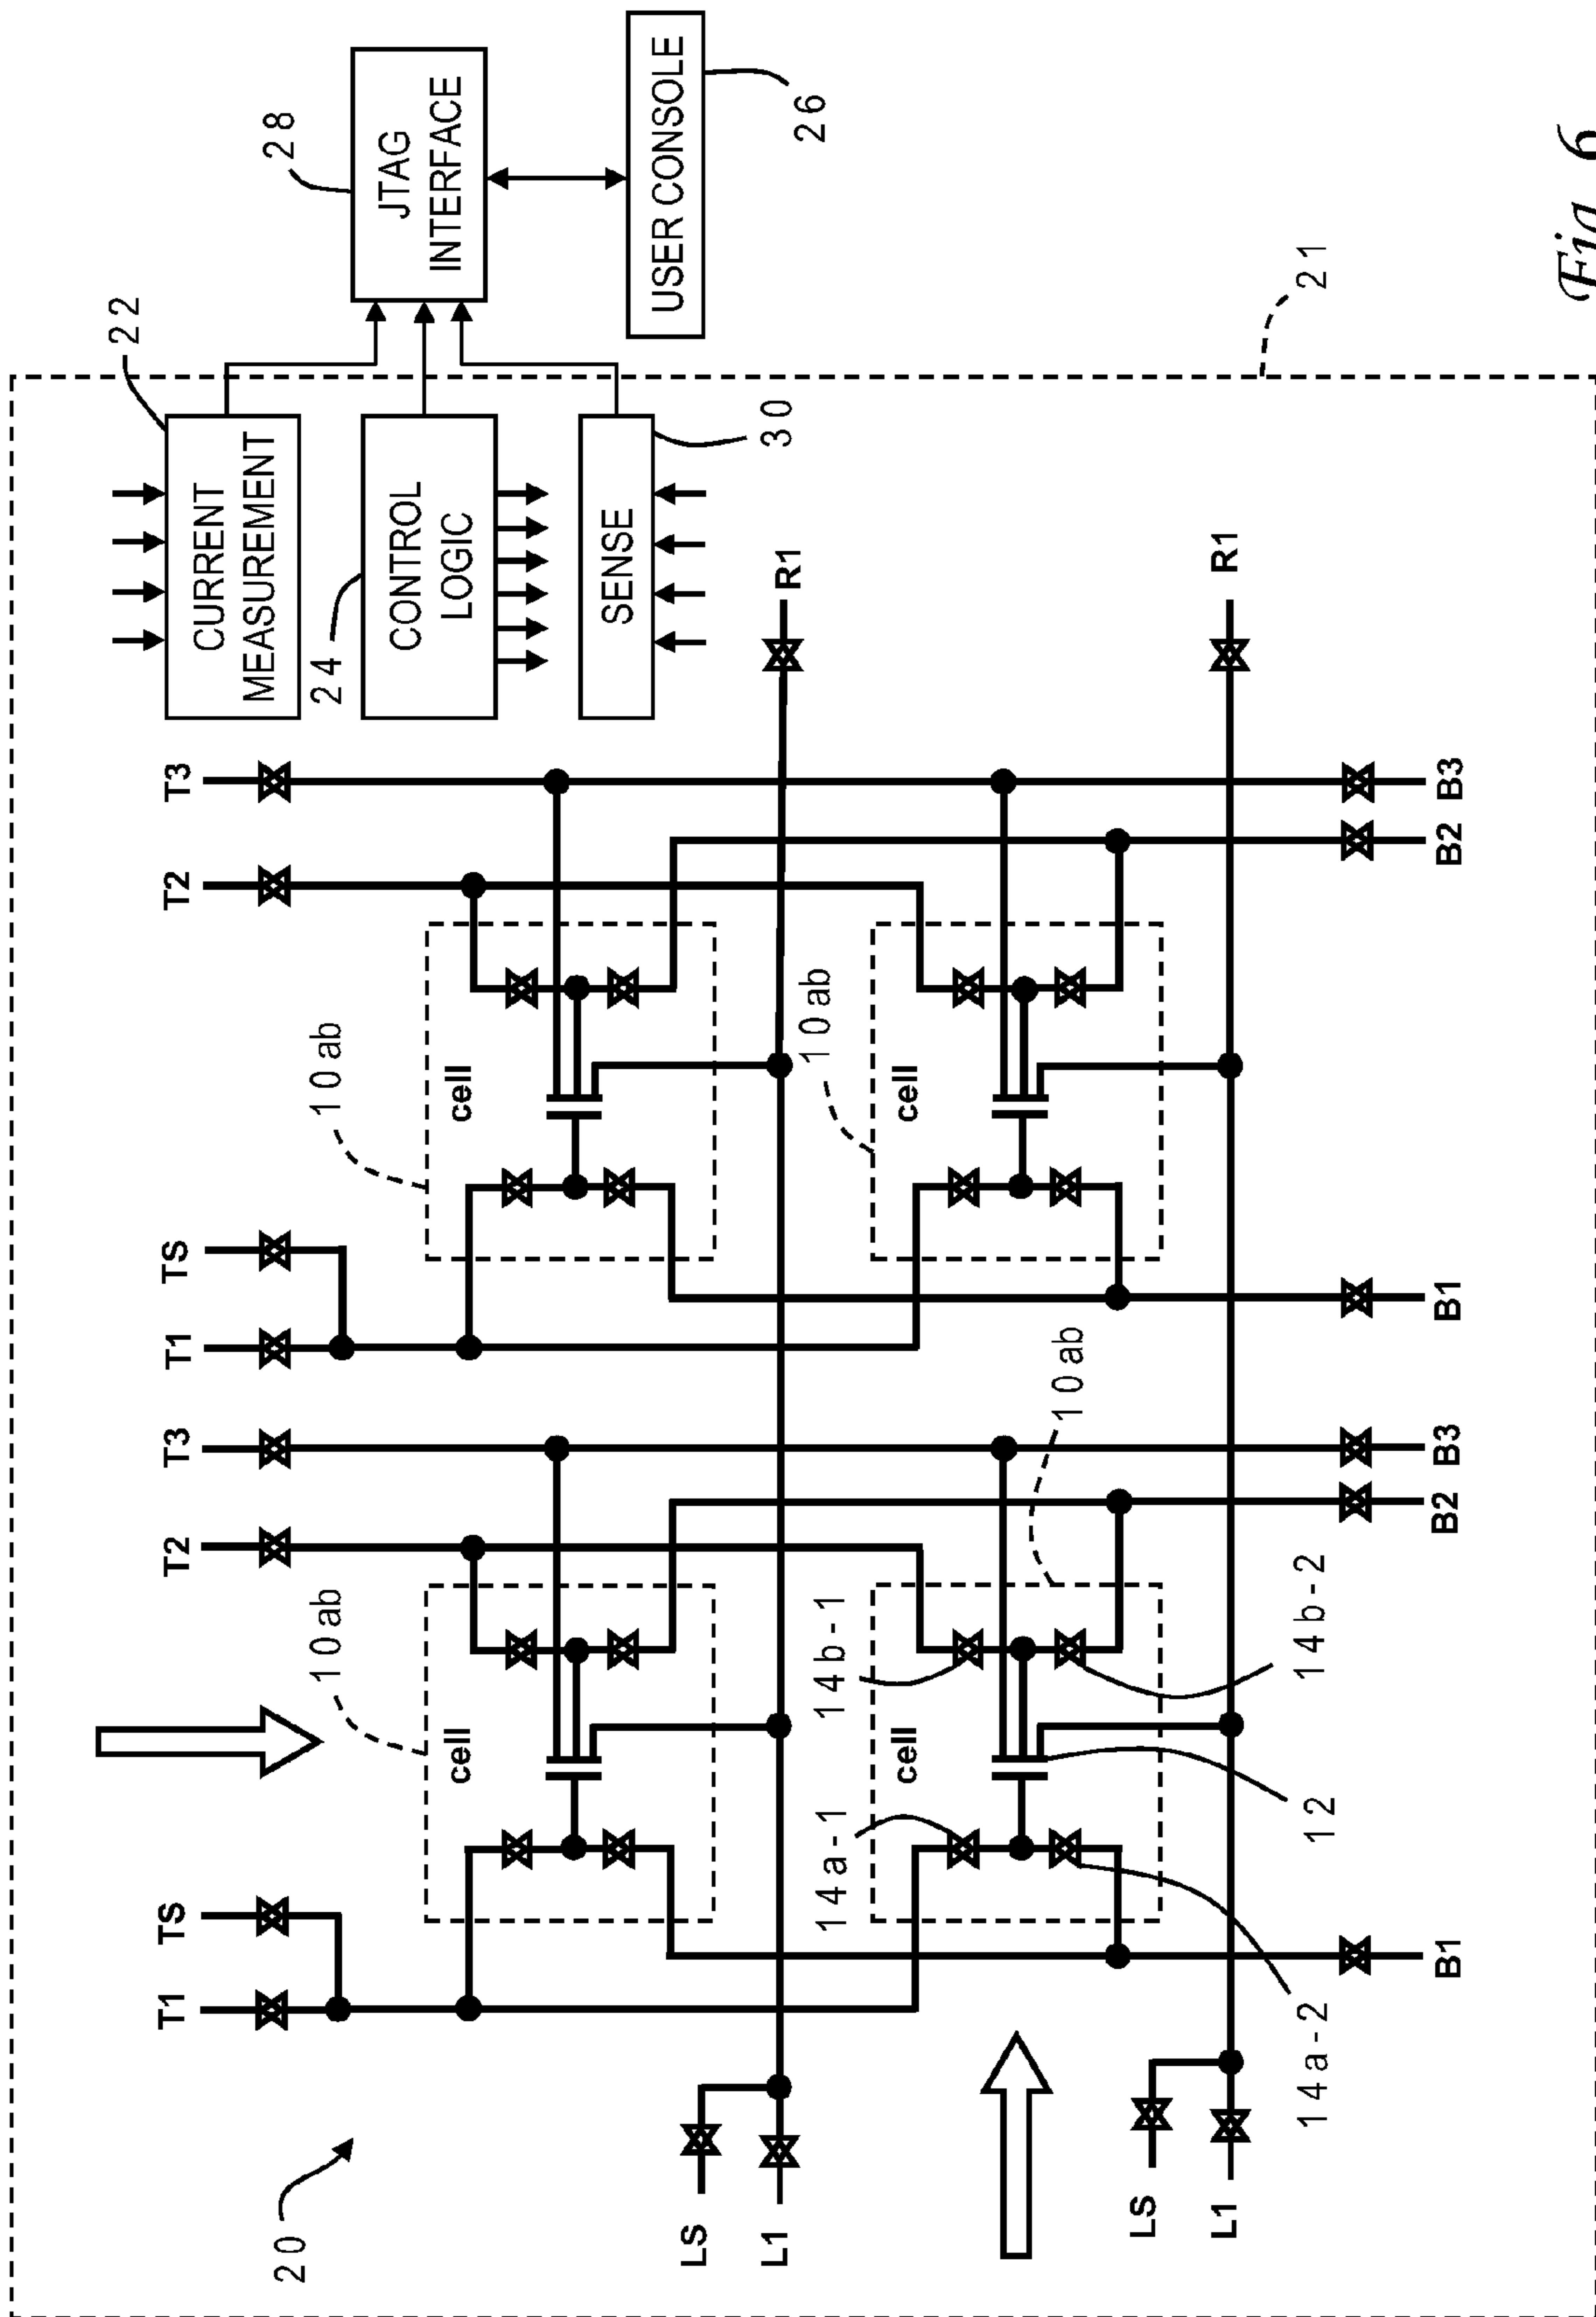 20
T1
TS
T2
T3
T1
TS
T2
T3
22
CURRENT
MEASUREMENT
28
JTAG
INTERFACE
24
CONTROL
LOGIC
USER CONSOLE
26
SENSE
30
10ab
cell
10ab
cell
LS
L1
R1
14a-1
14b-1
10ab
cell
10ab
cell
LS
L1
R1
14a-2
12
14b-2
21
B1
B2
B3
B1
B2
B3
Fig. 6